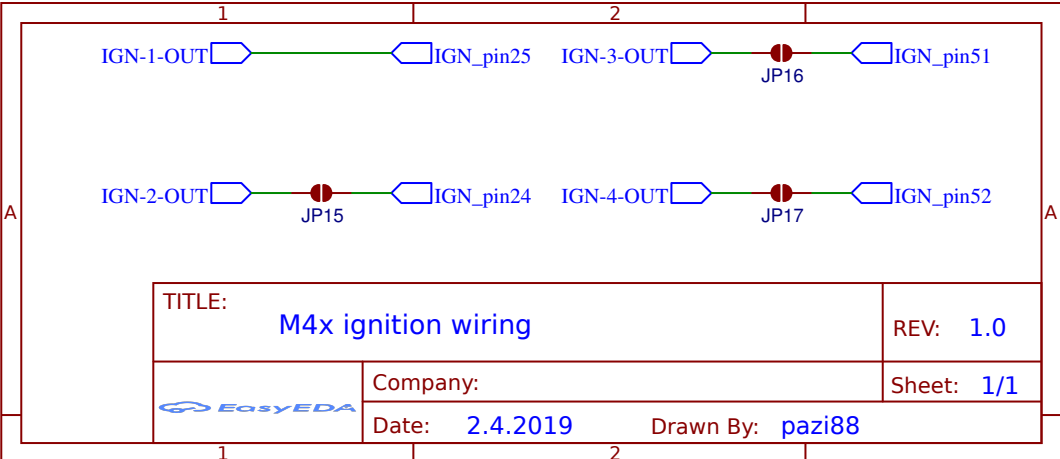 1 2
IGN-1-OUT IGN_pin25 IGN-3-OUT IGN_pin51
JP16
IGN-2-OUT IGN_pin24 IGN-4-OUT IGN_pin52
JP15 JP17
A A
TITLE:
M4x ignition wiring
REV: 1.0
EasyEDA
Company:
Sheet: 1/1
Date: 2.4.2019 Drawn By: pazi88
1 2